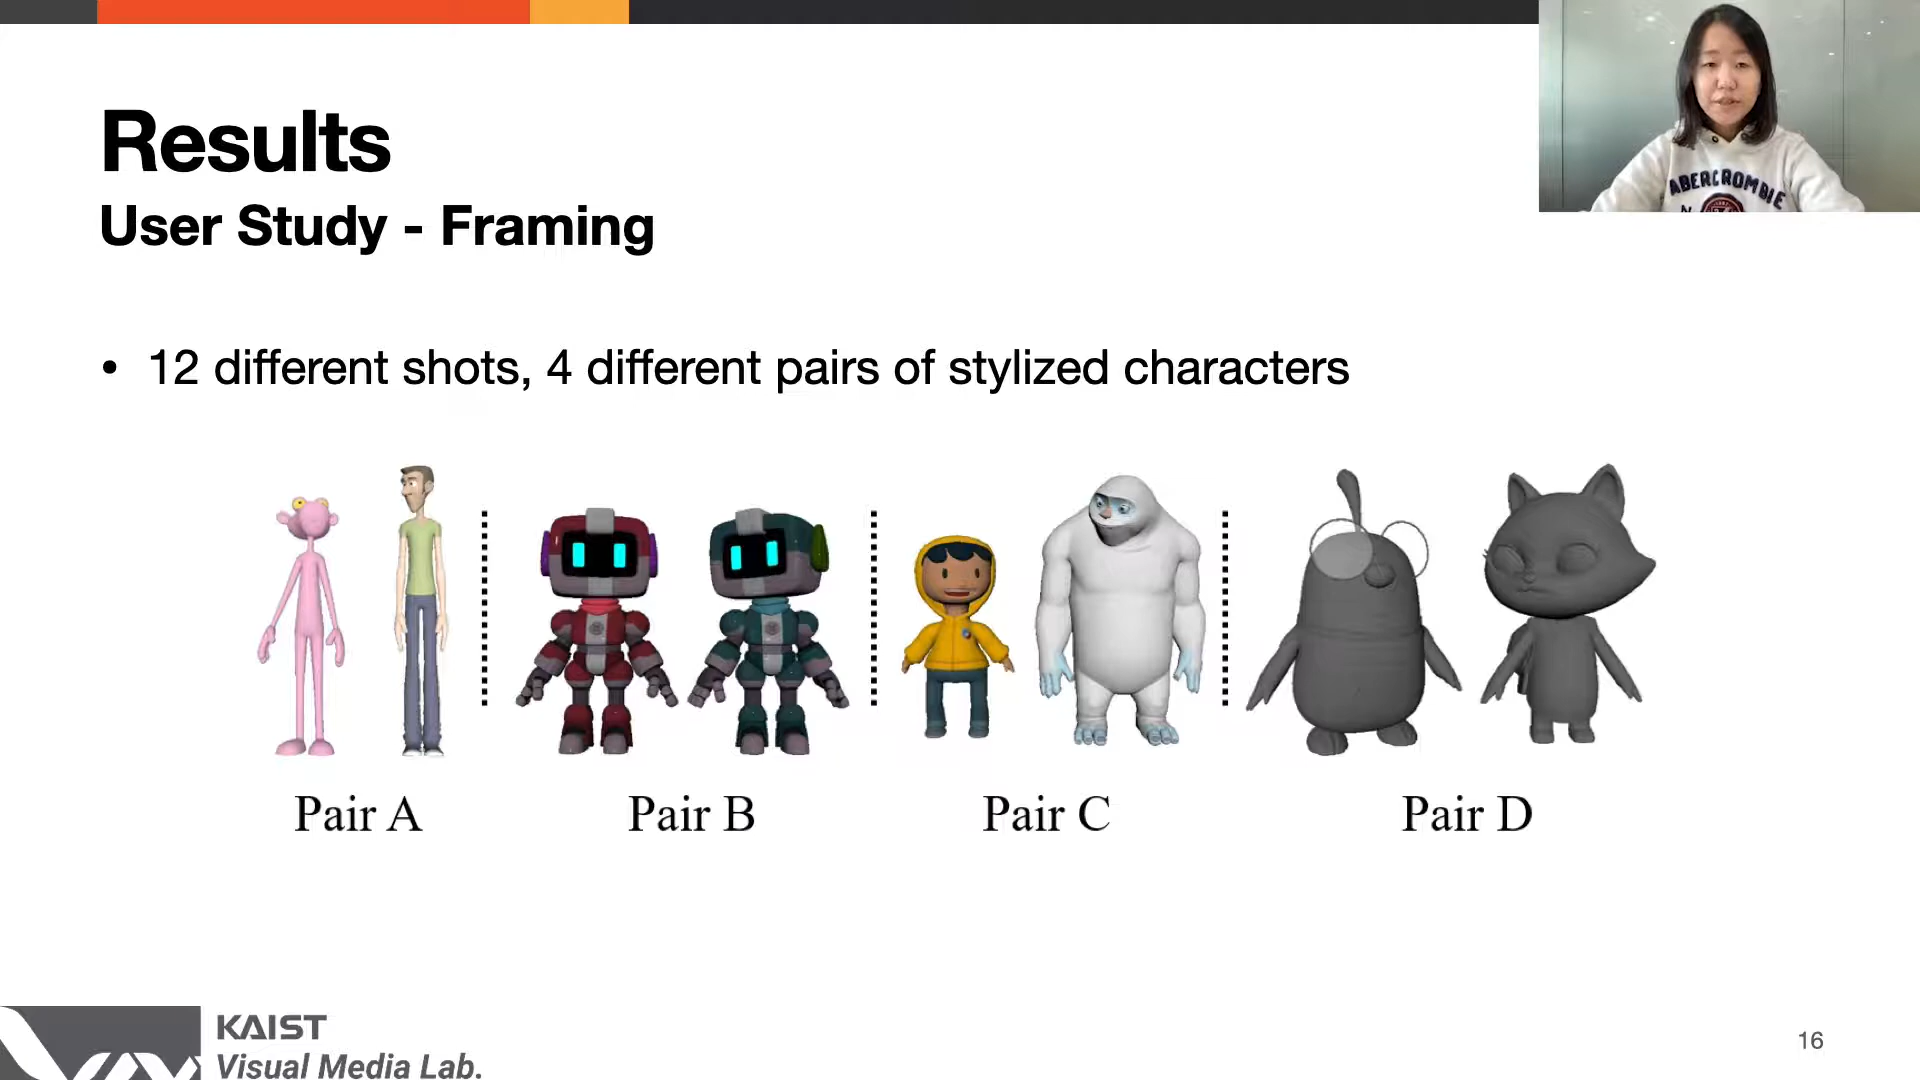 Results
User Study - Framing
• 12 different shots, 4 different pairs of stylized characters
Pair A
Pair B
Pair C
Pair D
ABERCROMBIE
KAIST
Visual Media Lab.
16